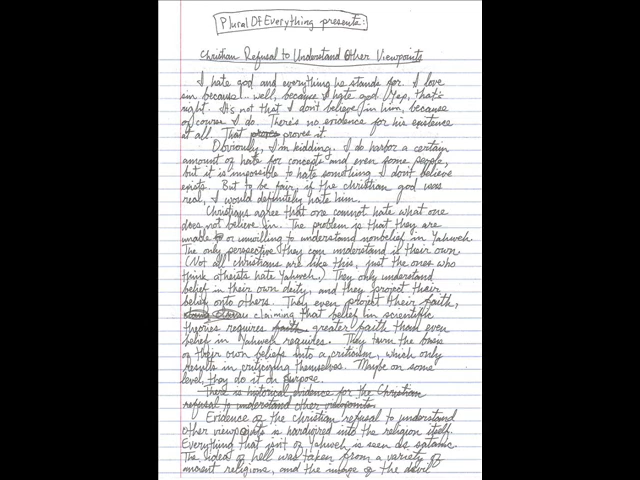 PluralOfEverything presents:
Christian Refusal to Understand Other Viewpoints
I hate god and everything he stands for. I love
sin because... well, because I hate god. Yep, that's
right. It's not that I don't believe in him, because
of course I do. There's no evidence for his existence
at all. That proves prove it.
Obviously, I'm kidding. I do harbor a certain
amount of hate for concepts and even some people,
but it is impossible to hate something I don't believe
exists. But to be fair, if the christian god was
real, I would definitely hate him.
Christians agree that one cannot hate what one
does not believe in. The problem is that they are
unable to or unwilling to understand nonbelief in Yahweh.
The only perspective they can understand is their own.
(Not all christians are like this, just the ones who
think atheists hate Yahweh.) They only understand
belief in their own deity, and they project their
belief onto others. They even project their faith,
claiming that belief in scientific
theories requires faith greater faith than even
belief in Yahweh requires. They turn the basis
of their own beliefs into a criticism, which only
results in criticizing themselves. Maybe on some
level, they do it on purpose.
There is historical evidence for the Christian
refusal to understand other viewpoints.
Evidence of the Christian refusal to understand
other viewpoints is hardwired into the religion itself.
Everything that isn't of Yahweh is seen as satanic.
The idea of hell was taken from a variety of
ancient religions, and the image of the devil